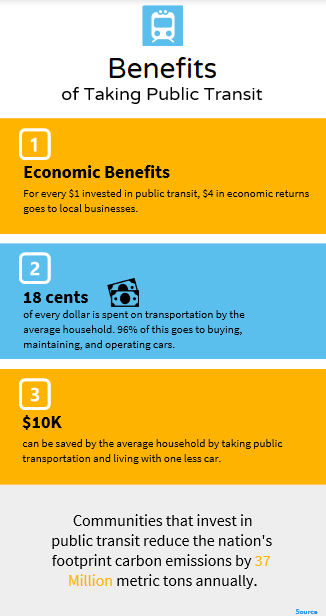 Benefits
of Taking Public Transit
1
Economic Benefits
For every $1 invested in public transit, $4 in economic returns
goes to local businesses.
2
18 cents
of every dollar is spent on transportation by the
average household. 96% of this goes to buying,
maintaining, and operating cars.
3
$10K
can be saved by the average household by taking public
transportation and living with one less car.
Communities that invest in
public transit reduce the nation's
footprint carbon emissions by 37
Million metric tons annually.
Source